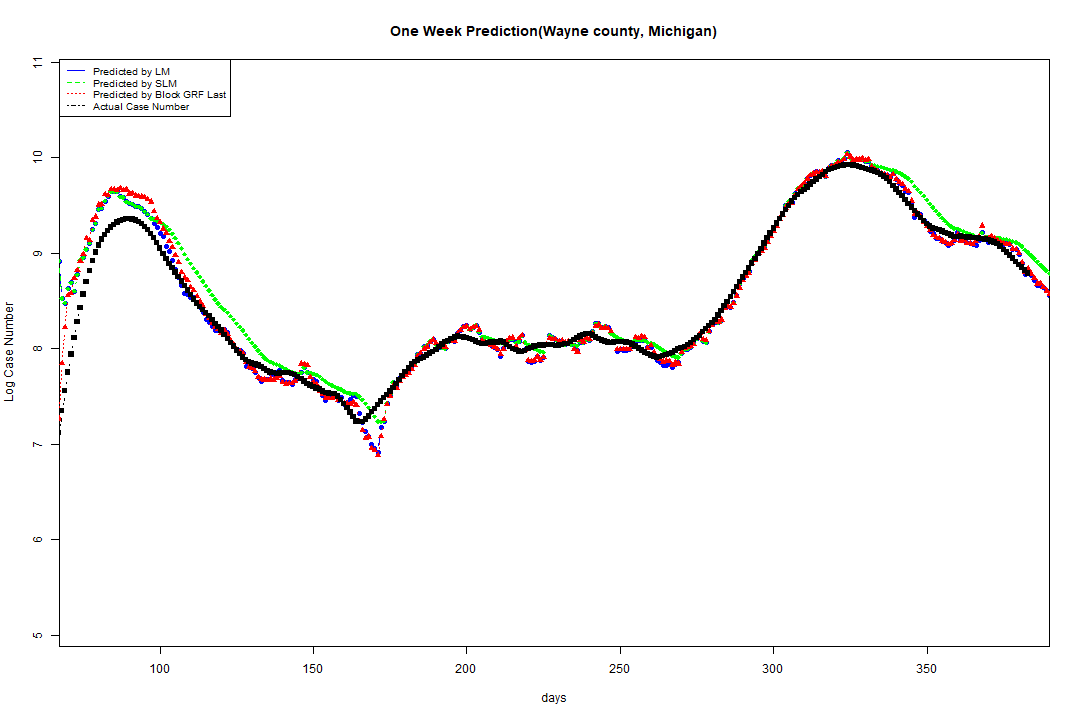 One Week Prediction(Wayne county, Michigan)
Predicted by LM
Predicted by SLM
Predicted by Block GRF Last
Actual Case Number
11
10
9
8
7
6
5
Log Case Number
100 150 200 250 300 350
days